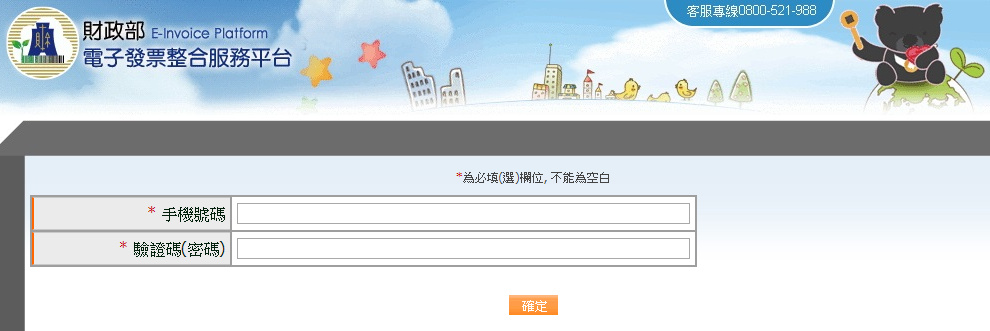 客服專線0800-521-988
財政部 E-Invoice Platform
電子發票整合服務平台
*為必填(選)欄位, 不能為空白
* 手機號碼
* 驗證碼(密碼)
確定